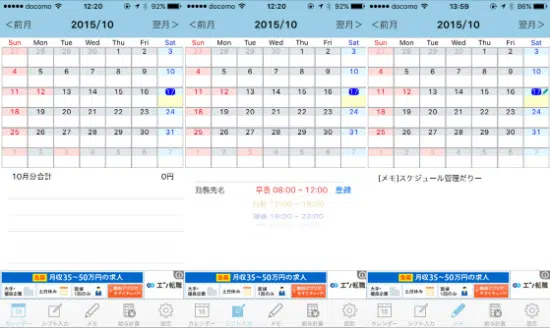 docomo 12:20 92%
<前月 2015/10 翌月>
Sun Mon Tue Wed Thu Fri Sat
27 28 29 30 1 2 3
4 5 6 7 8 9 10
11 12 13 14 15 16 17
18 19 20 21 22 23 24
25 26 27 28 29 30 31
1 2 3 4 5 6 7
10月分合計 0円
月収35~50万円の求人
土日休み
エン転職
カレンダー シフト入力 メモ 給与計算 設定
docomo 12:20 92%
<前月 2015/10 翌月>
Sun Mon Tue Wed Thu Fri Sat
27 28 29 30 1 2 3
4 5 6 7 8 9 10
11 12 13 14 15 16 17
18 19 20 21 22 23 24
25 26 27 28 29 30 31
1 2 3 4 5 6 7
勤務先名 早告 08:00 ~ 12:00 登録
18:00 ~ 22:00
月収35~50万円の求人
土日休み
エン転職
カレンダー シフト入力 メモ 給与計算 設定
docomo 13:59 86%
<前月 2015/10 翌月>
Sun Mon Tue Wed Thu Fri Sat
27 28 29 30 1 2 3
4 5 6 7 8 9 10
11 12 13 14 15 16 17
18 19 20 21 22 23 24
25 26 27 28 29 30 31
1 2 3 4 5 6 7
[メモ]スケジュール管理だりー
月収35~50万円の求人
土日休み
エン転職
カレンダー シフト入力 メモ 給与計算 設定